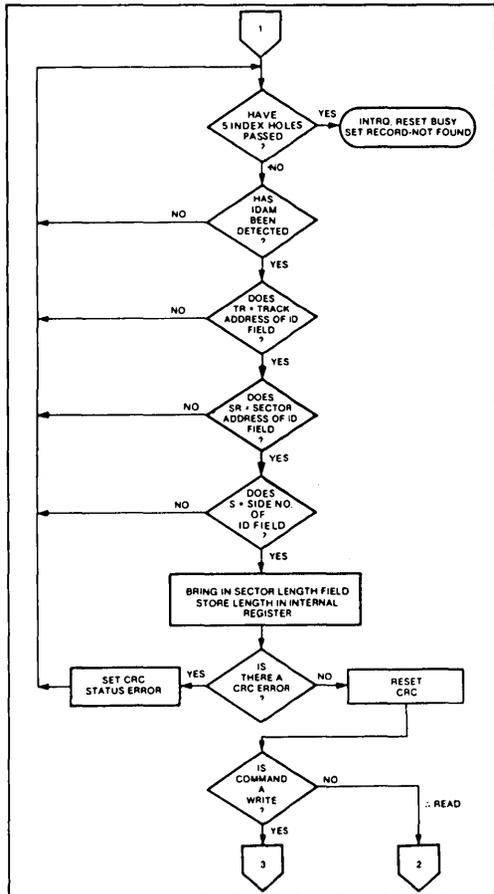 1
HAVE
5 INDEX HOLES
PASSED
?
YES
INTRQ, RESET BUSY
SET RECORD-NOT FOUND
NO
HAS
IDAM
BEEN
DETECTED
?
NO
YES
DOES
TR = TRACK
ADDRESS OF ID
FIELD
?
NO
YES
DOES
SR = SECTOR
ADDRESS OF ID
FIELD
?
NO
YES
DOES
S = SIDE NO.
OF
ID FIELD
?
NO
YES
BRING IN SECTOR LENGTH FIELD
STORE LENGTH IN INTERNAL
REGISTER
IS
THERE A
CRC ERROR
?
YES
SET CRC
STATUS ERROR
NO
RESET
CRC
IS
COMMAND
A
WRITE
?
NO
∴ READ
YES
3
2